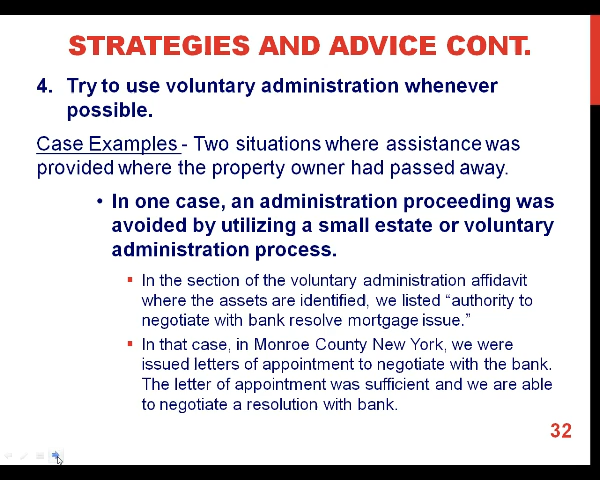 STRATEGIES AND ADVICE CONT.
4. Try to use voluntary administration whenever
possible.
Case Examples - Two situations where assistance was
provided where the property owner had passed away.
• In one case, an administration proceeding was
avoided by utilizing a small estate or voluntary
administration process.
▪ In the section of the voluntary administration affidavit
where the assets are identified, we listed “authority to
negotiate with bank resolve mortgage issue.”
▪ In that case, in Monroe County New York, we were
issued letters of appointment to negotiate with the bank.
The letter of appointment was sufficient and we are able
to negotiate a resolution with bank.
32